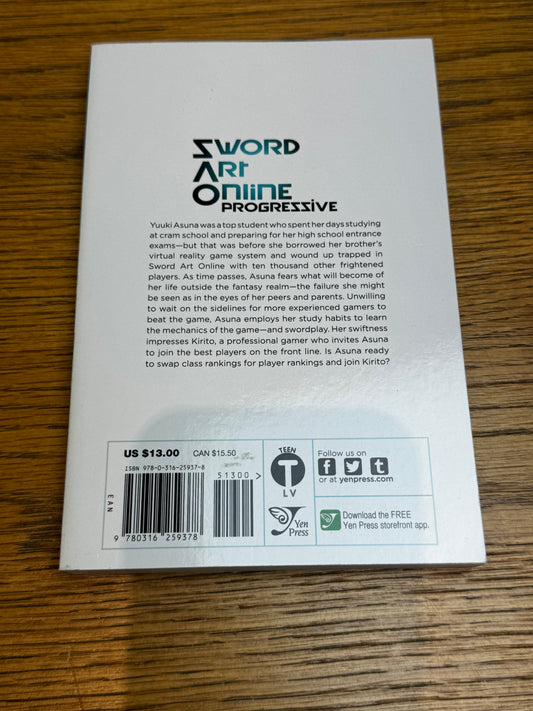 SWORD
ART
ONLINE
PROGRESSIVE
Yuuki Asuna was a top student who spent her days studying
at cram school and preparing for her high school entrance
exams—but that was before she borrowed her brother's
virtual reality game system and wound up trapped in
Sword Art Online with ten thousand other frightened
players. As time passes, Asuna fears what will become of
her life outside the fantasy realm—the failure she might
be seen as in the eyes of her peers and parents. Unwilling
to wait on the sidelines for more experienced gamers to
beat the game, Asuna employs her study habits to learn
the mechanics of the game—and swordplay. Her swiftness
impresses Kirito, a professional gamer who invites Asuna
to join the best players on the front line. Is Asuna ready
to swap class rankings for player rankings and join Kirito?
US $13.00 CAN $15.50
ISBN 978-0-316-25937-8
51300 >
EAN
9 780316 259378
TEEN
T
LV
Yen
Press
Follow us on
f t
or at yenpress.com
Download the FREE
Yen Press storefront app.